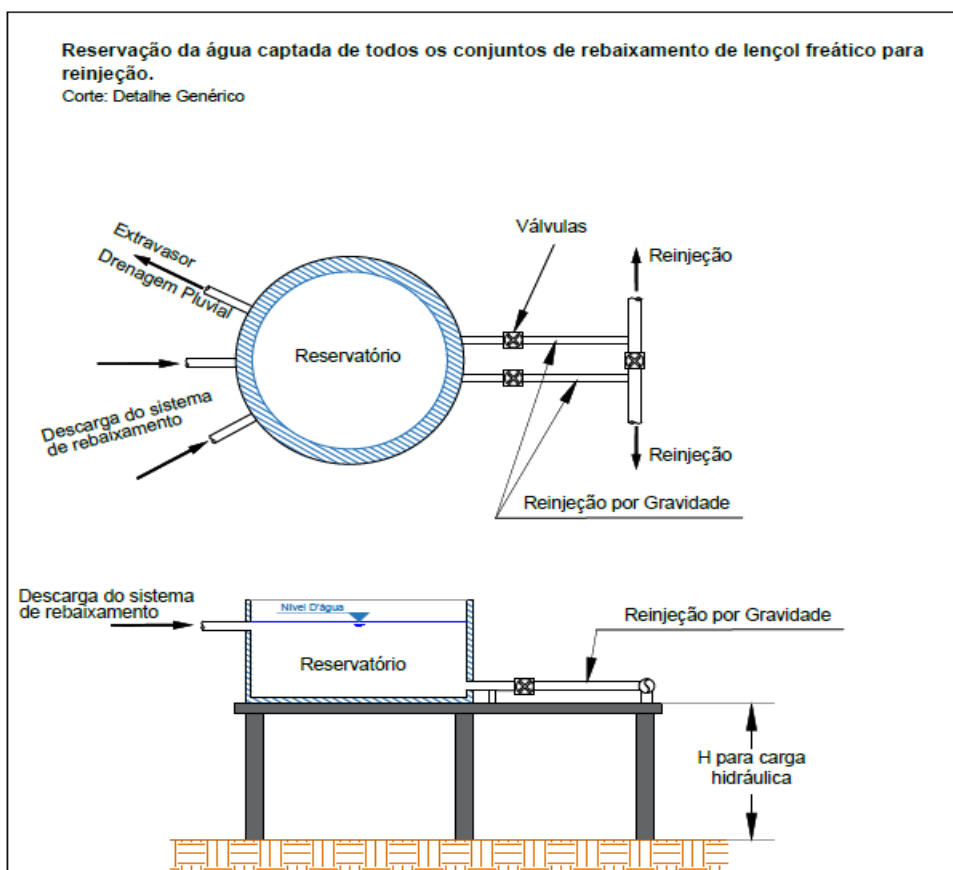 Reservação da água captada de todos os conjuntos de rebaixamento de lençol freático para
reinjeção.
Corte: Detalhe Genérico
Extravasor
Drenagem Pluvial
Válvulas
Reinjeção
Reservatório
Descarga do sistema
de rebaixamento
Reinjeção
Reinjeção por Gravidade
Descarga do sistema
de rebaixamento
Nível D'água
Reinjeção por Gravidade
Reservatório
H para carga
hidráulica